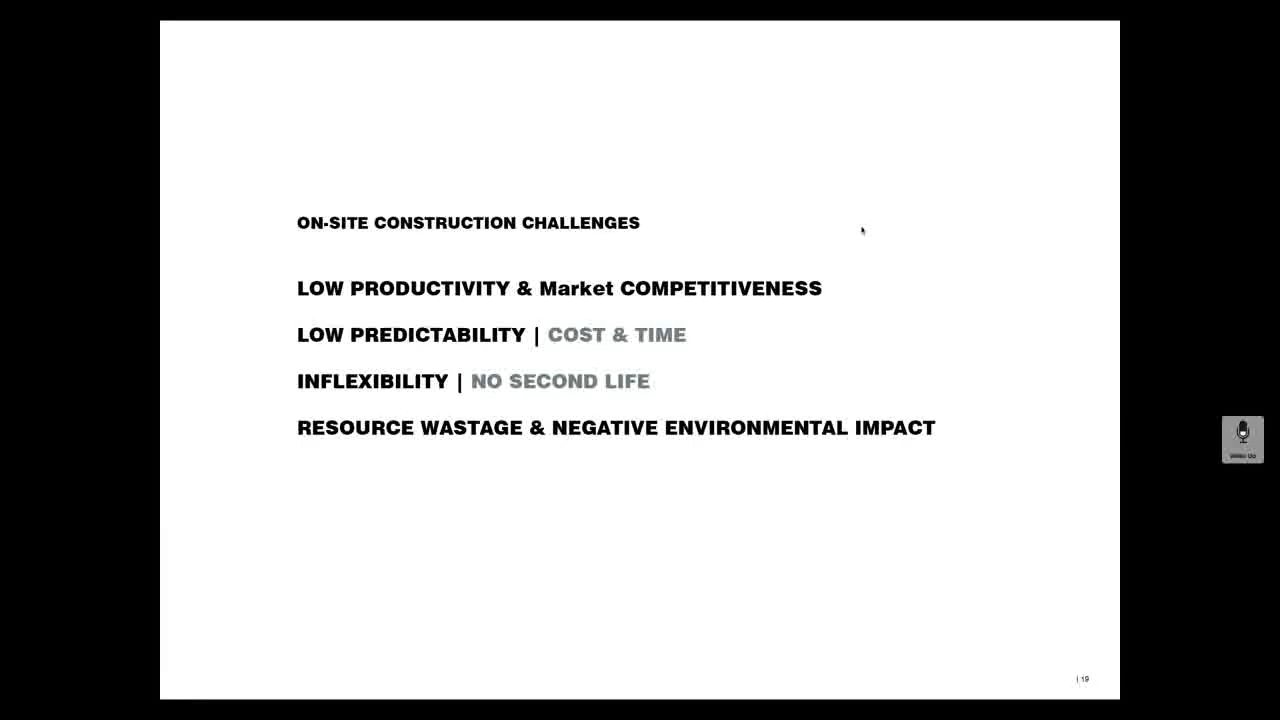 ON-SITE CONSTRUCTION CHALLENGES
LOW PRODUCTIVITY & Market COMPETITIVENESS
LOW PREDICTABILITY | COST & TIME
INFLEXIBILITY | NO SECOND LIFE
RESOURCE WASTAGE & NEGATIVE ENVIRONMENTAL IMPACT
| 19